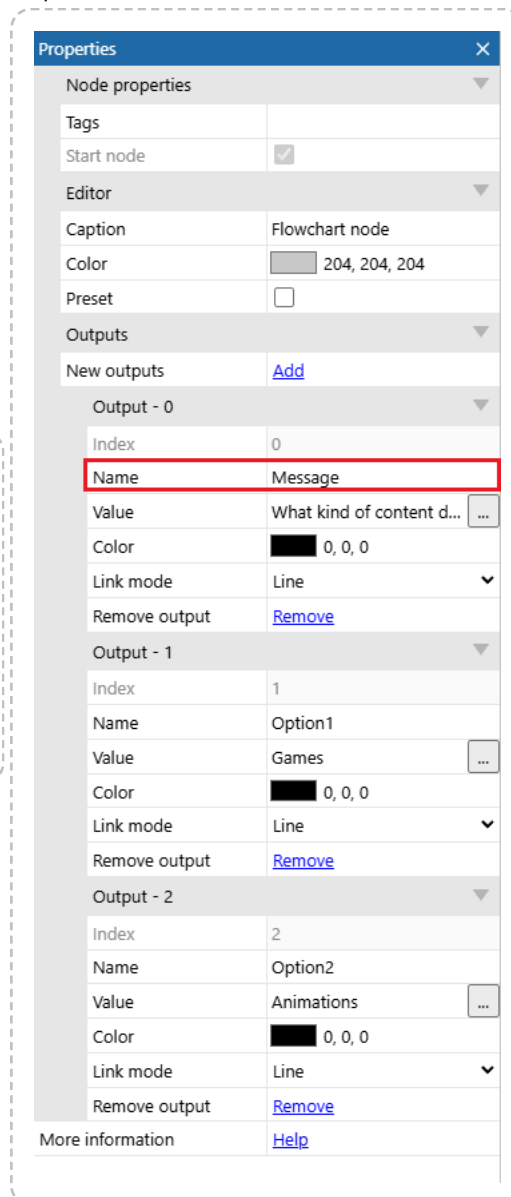 Properties
Node properties
Tags
Start node
Editor
Caption Flowchart node
Color 204, 204, 204
Preset
Outputs
New outputs Add
Output - 0
Index 0
Name Message
Value What kind of content d... ...
Color 0, 0, 0
Link mode Line
Remove output Remove
Output - 1
Index 1
Name Option1
Value Games ...
Color 0, 0, 0
Link mode Line
Remove output Remove
Output - 2
Index 2
Name Option2
Value Animations ...
Color 0, 0, 0
Link mode Line
Remove output Remove
More information Help